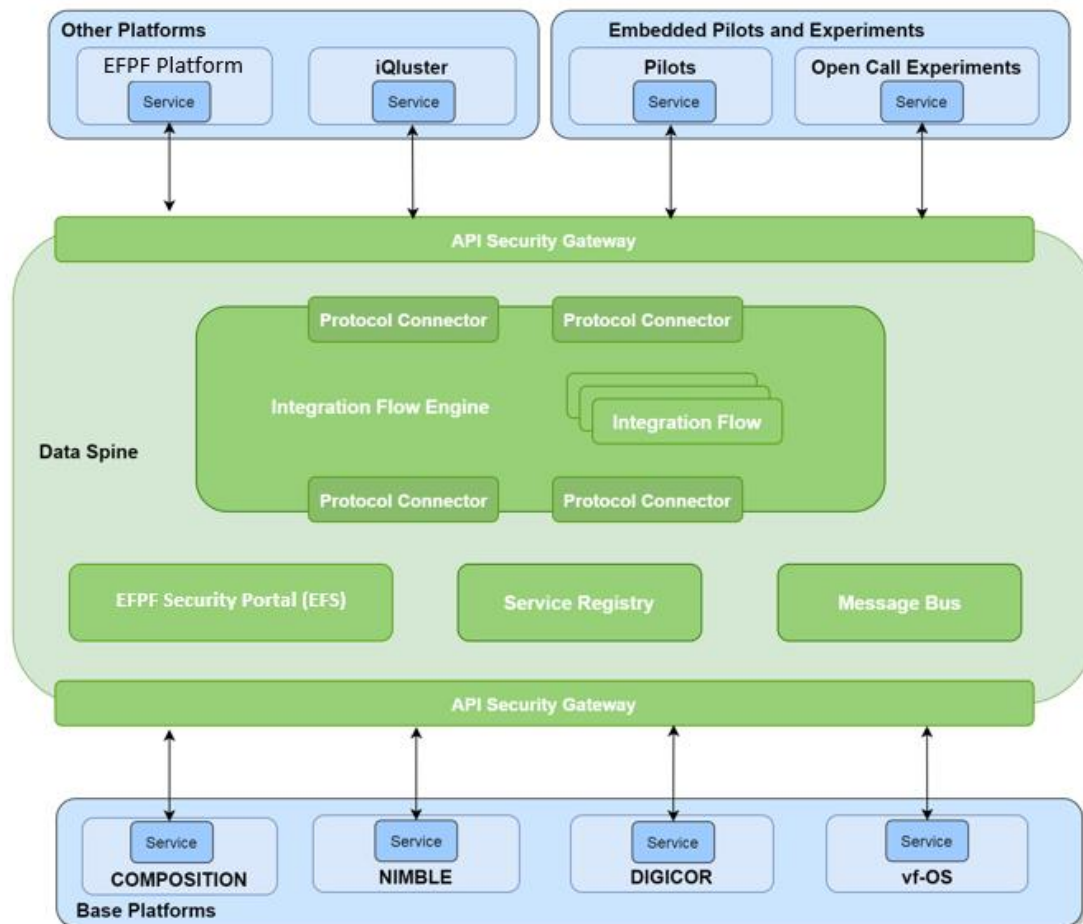 Other Platforms
EFPF Platform
Service
iQluster
Service
Embedded Pilots and Experiments
Pilots
Service
Open Call Experiments
Service
API Security Gateway
Protocol Connector
Protocol Connector
Integration Flow Engine
Integration Flow
Data Spine
Protocol Connector
Protocol Connector
EFPF Security Portal (EFS)
Service Registry
Message Bus
API Security Gateway
Service
COMPOSITION
Service
NIMBLE
Service
DIGICOR
Service
vf-OS
Base Platforms